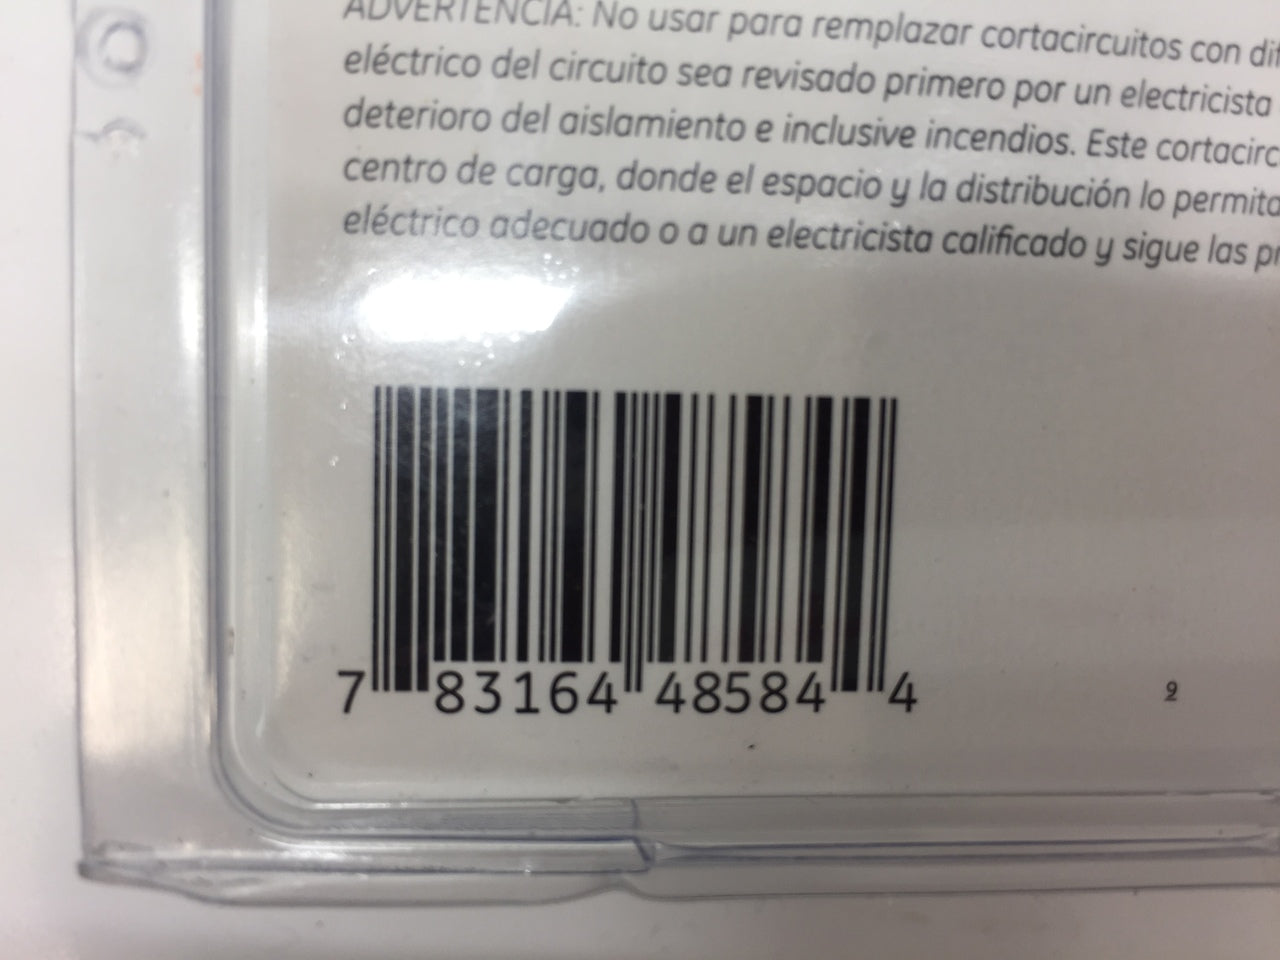 ADVERTENCIA: No usar para remplazar cortacircuitos con
eléctrico del circuito sea revisado primero por un electricista
deterioro del aislamiento e inclusive incendios. Este
centro de carga, donde el espacio y la distribución lo
eléctrico adecuado o a un electricista calificado y sigue las
7 83164 48584 4
9